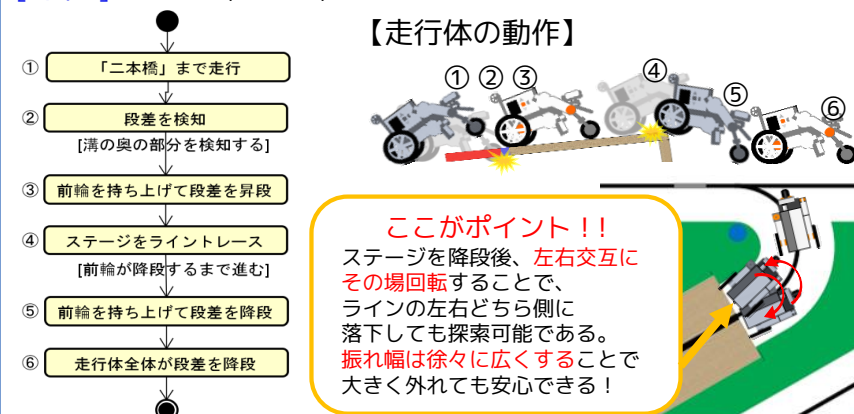 【走行体の動作】
① 「二本橋」まで走行
② 段差を検知
[溝の奥の部分を検知する]
③ 前輪を持ち上げて段差を昇段
④ ステージをライントレース
[前輪が降段するまで進む]
⑤ 前輪を持ち上げて段差を降段
⑥ 走行体全体が段差を降段
① ② ③ ④ ⑤ ⑥
ここがポイント！!
ステージを降段後、左右交互に
その場回転することで、
ラインの左右どちら側に
落下しても探索可能である。
振れ幅は徐々に広くすることで
大きく外れても安心できる！